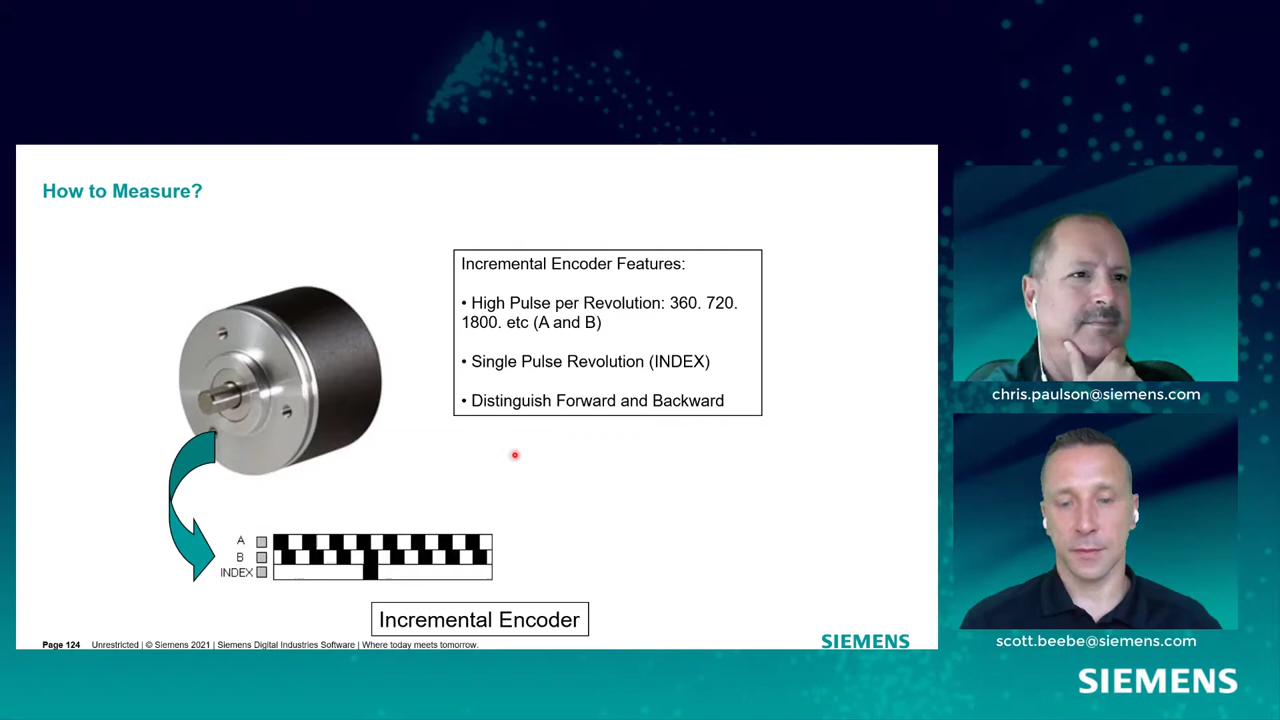 How to Measure?
Incremental Encoder Features:
• High Pulse per Revolution: 360. 720.
1800. etc (A and B)
• Single Pulse Revolution (INDEX)
• Distinguish Forward and Backward
A
B
INDEX
Incremental Encoder
Page 124 Unrestricted | © Siemens 2021 | Siemens Digital Industries Software | Where today meets tomorrow.
SIEMENS
chris.paulson@siemens.com
scott.beebe@siemens.com
SIEMENS